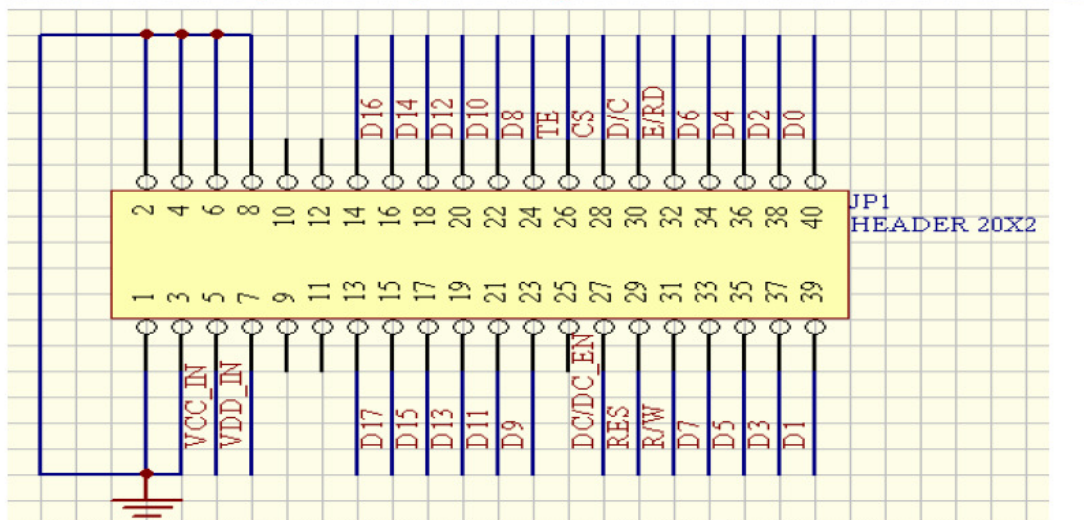 D16 D14 D12 D10 D8 TE CS D/C E/RD D6 D4 D2 D0
2 4 6 8 10 12 14 16 18 20 22 24 26 28 30 32 34 36 38 40
JP1
HEADER 20X2
1 3 5 7 9 11 13 15 17 19 21 23 25 27 29 31 33 35 37 39
VCC_IN VDD_IN D17 D15 D13 D11 D9 DC/DC_EN RES R/W D7 D5 D3 D1